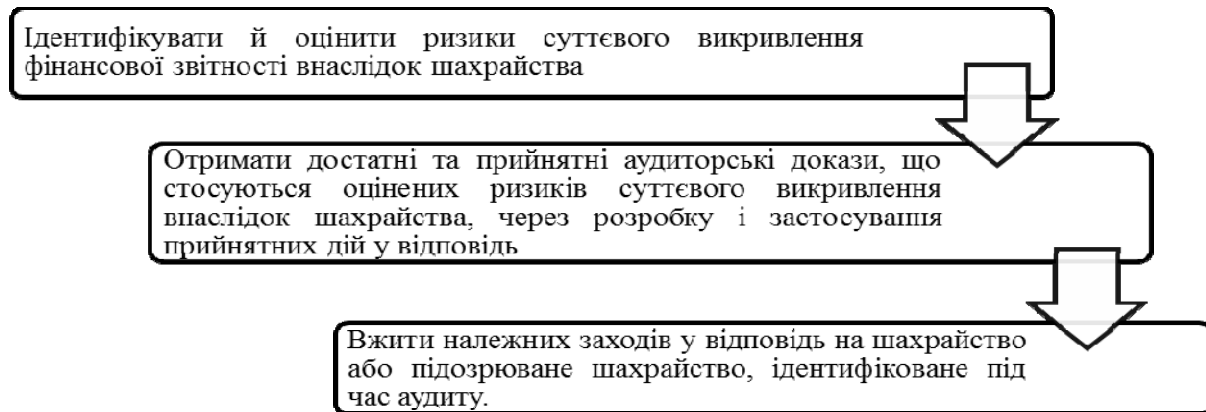 Ідентифікувати й оцінити ризики суттєвого викривлення
фінансової звітності внаслідок шахрайства
Отримати достатні та прийнятні аудиторські докази, що
стосуються оцінених ризиків суттєвого викривлення
внаслідок шахрайства, через розробку і застосування
прийнятних дій у відповідь
Вжити належних заходів у відповідь на шахрайство
або підозрюване шахрайство, ідентифіковане під
час аудиту.